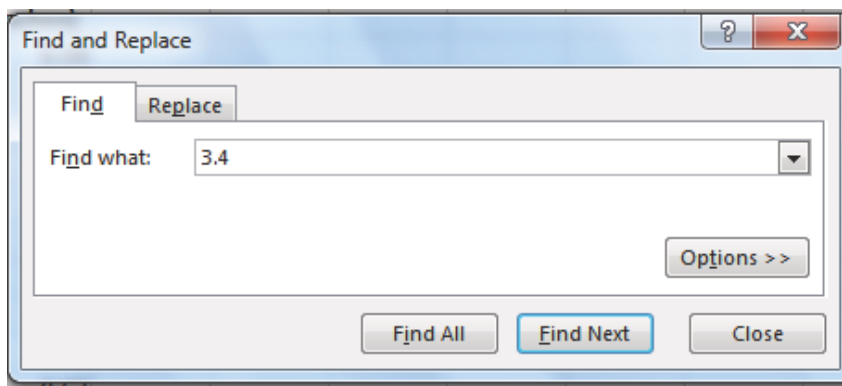 Find and Replace
Find Replace
Find what: 3.4
Options >>
Find All Find Next Close